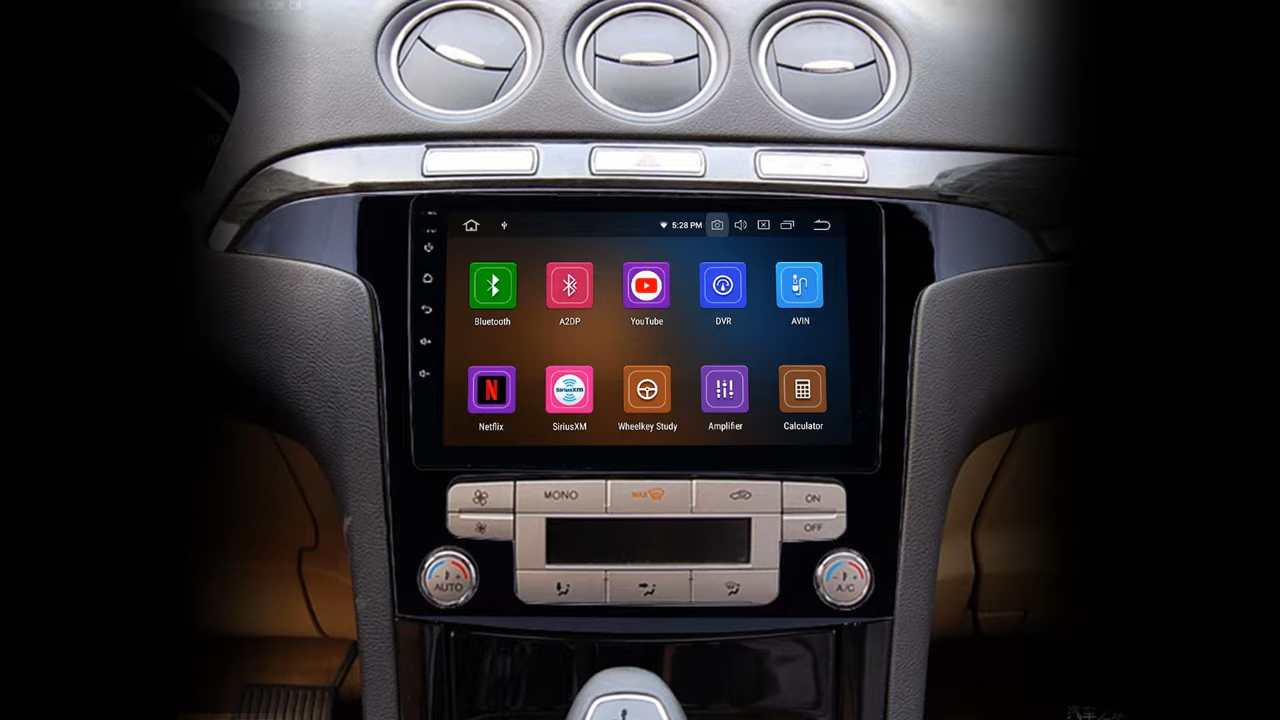 5:28 PM
Bluetooth
A2DP
YouTube
DVR
AVIN
N
SiriusXM
Netflix
SiriusXM
Wheelkey Study
Amplifier
Calculator
MONO
MAX
ON
OFF
AUTO
A/C